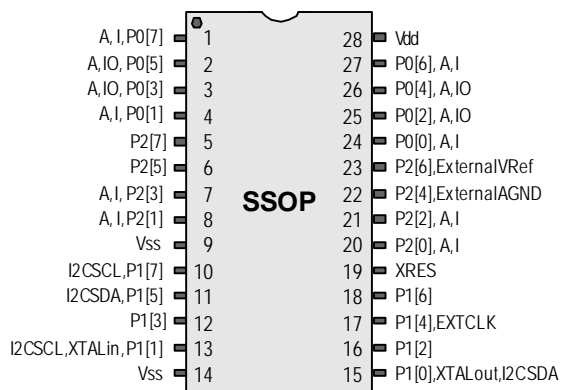 A, I, P0[7] 1 28 Vdd
A, IO, P0[5] 2 27 P0[6], A, I
A, IO, P0[3] 3 26 P0[4], A, IO
A, I, P0[1] 4 25 P0[2], A, IO
P2[7] 5 24 P0[0], A, I
P2[5] 6 23 P2[6], ExternalVRef
A, I, P2[3] 7 SSOP 22 P2[4], ExternalAGND
A, I, P2[1] 8 21 P2[2], A, I
Vss 9 20 P2[0], A, I
I2CSCL, P1[7] 10 19 XRES
I2CSDA, P1[5] 11 18 P1[6]
P1[3] 12 17 P1[4], EXTCLK
I2CSCL, XTALin, P1[1] 13 16 P1[2]
Vss 14 15 P1[0], XTALout, I2CSDA